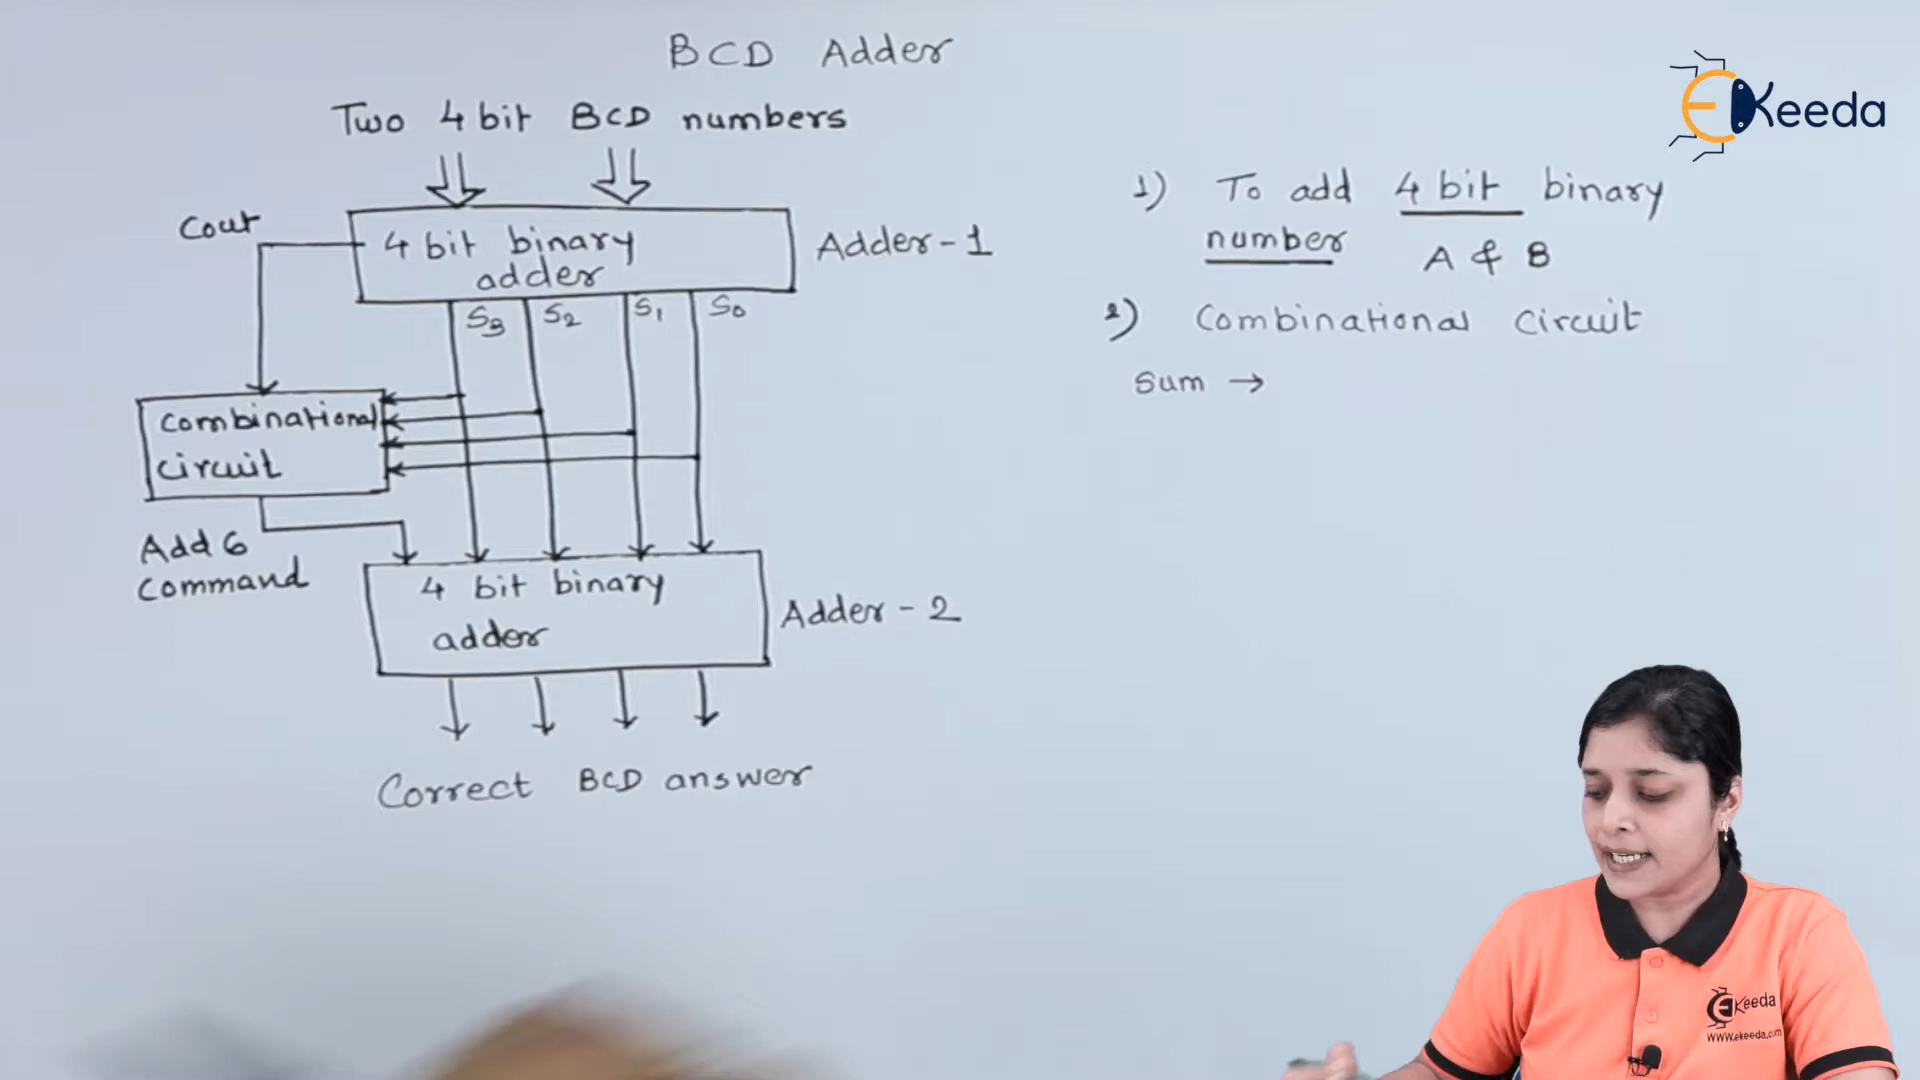 BCD Adder
Two 4 bit BCD numbers
Cout
4 bit binary
adder
Adder-1
S3 S2 S1 S0
combinational
circuit
Add 6
command
4 bit binary
adder
Adder-2
Correct BCD answer
EKeeda
1) To add 4 bit binary
number A & B
2) Combinational circuit
Sum →
EKeeda
www.ekeeda.com